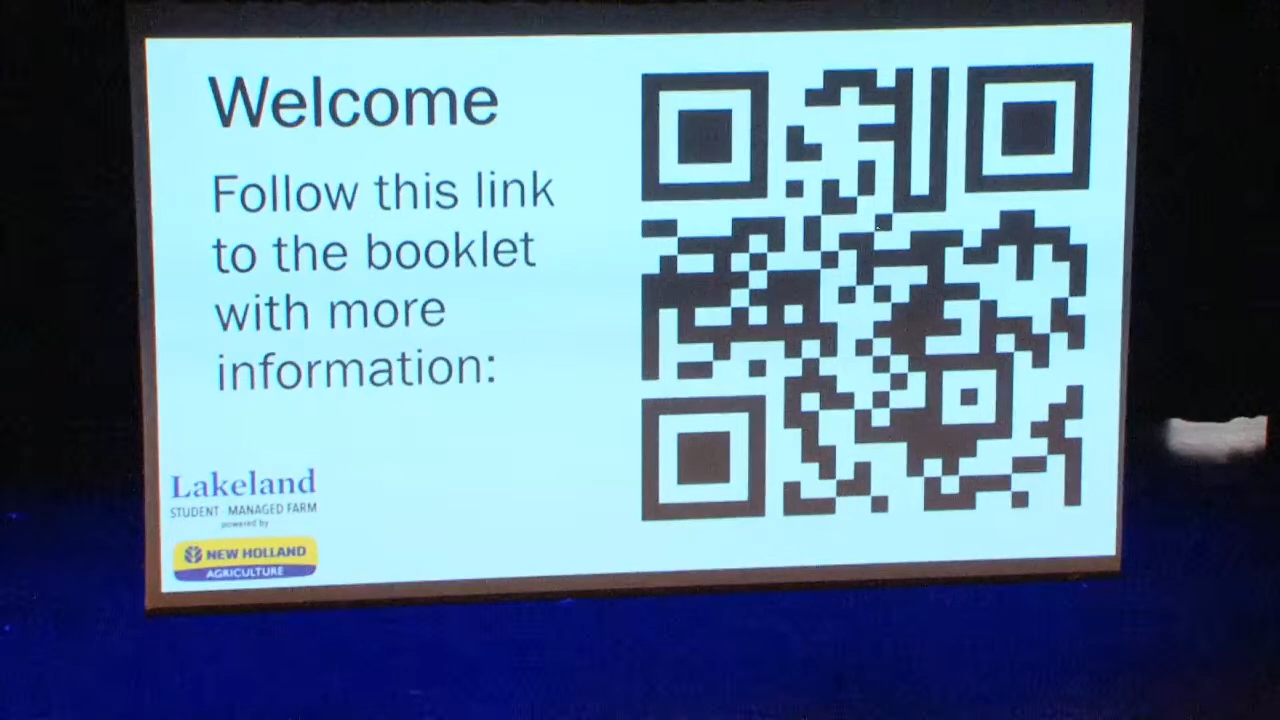 Welcome
Follow this link
to the booklet
with more
information:
Lakeland
STUDENT-MANAGED FARM
powered by
NEW HOLLAND
AGRICULTURE